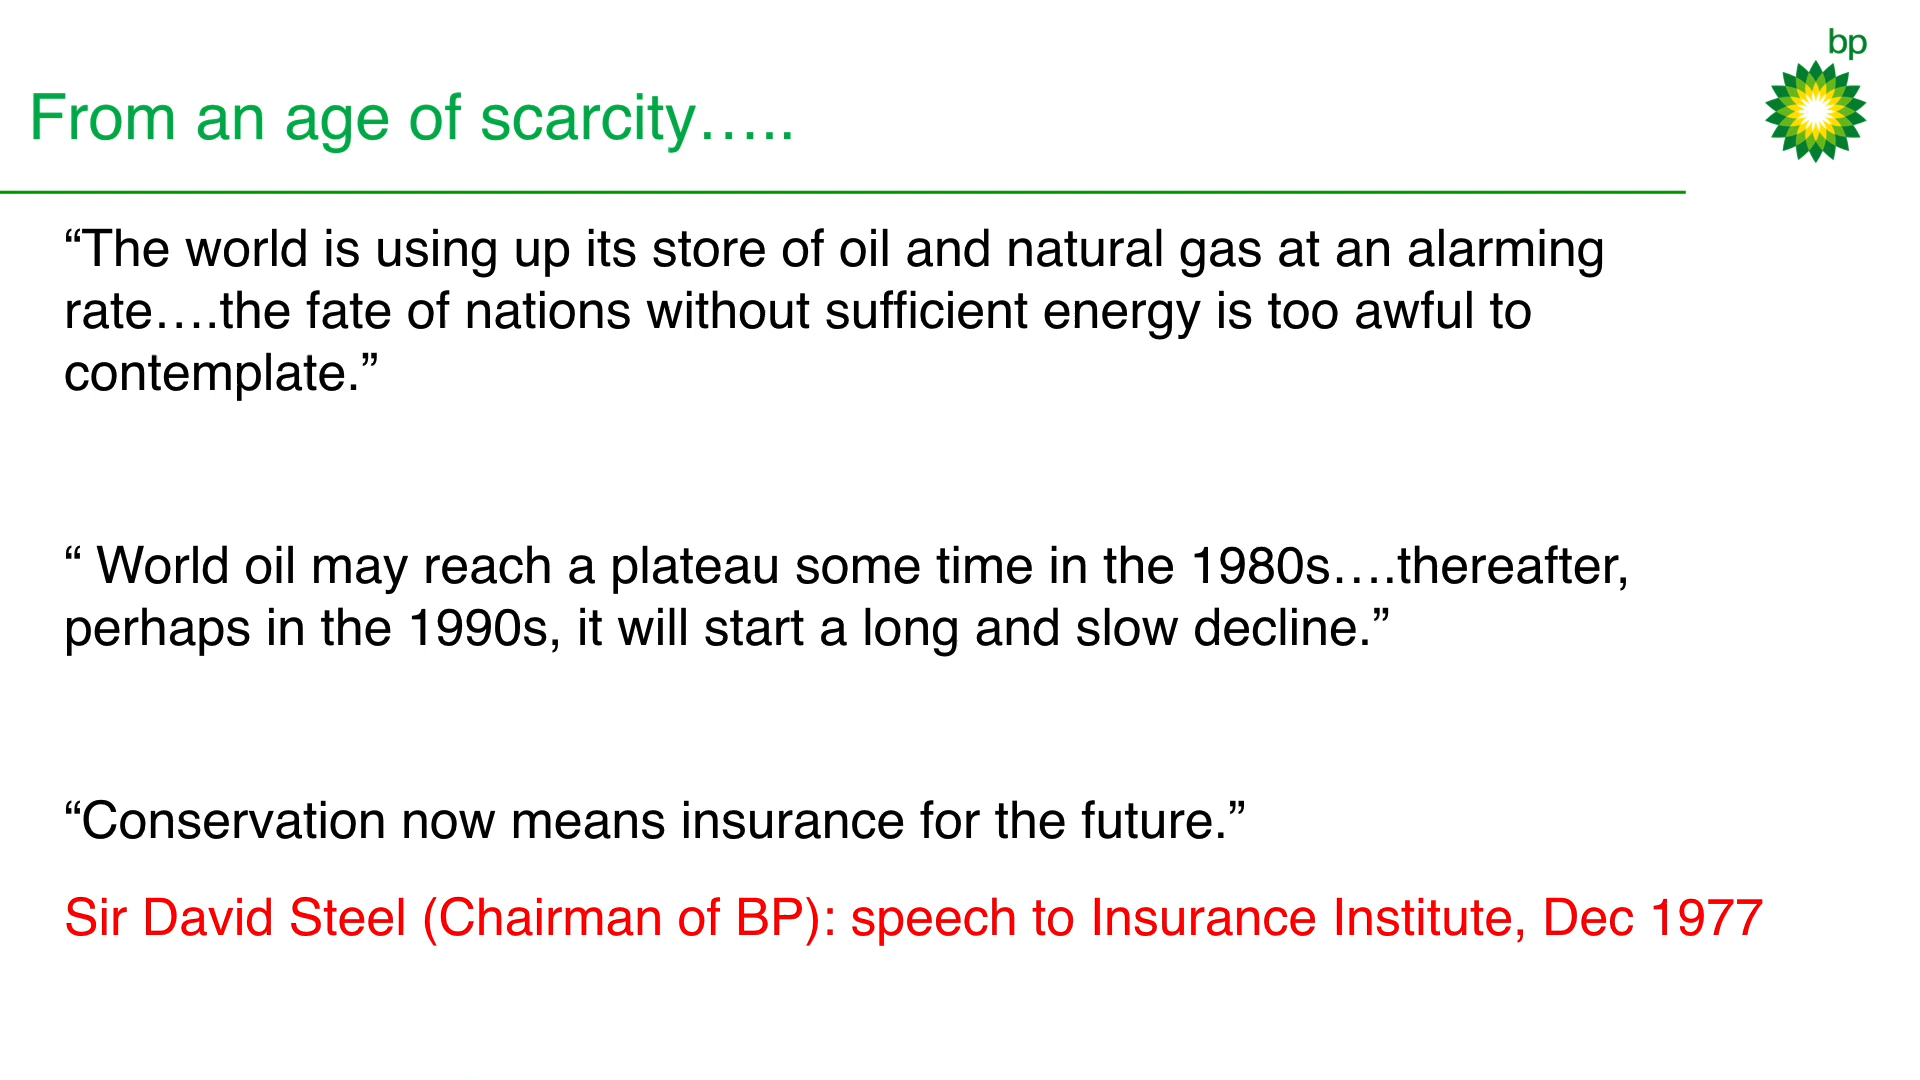 bp
From an age of scarcity…..
“The world is using up its store of oil and natural gas at an alarming
rate….the fate of nations without sufficient energy is too awful to
contemplate.”
“ World oil may reach a plateau some time in the 1980s….thereafter,
perhaps in the 1990s, it will start a long and slow decline.”
“Conservation now means insurance for the future.”
Sir David Steel (Chairman of BP): speech to Insurance Institute, Dec 1977